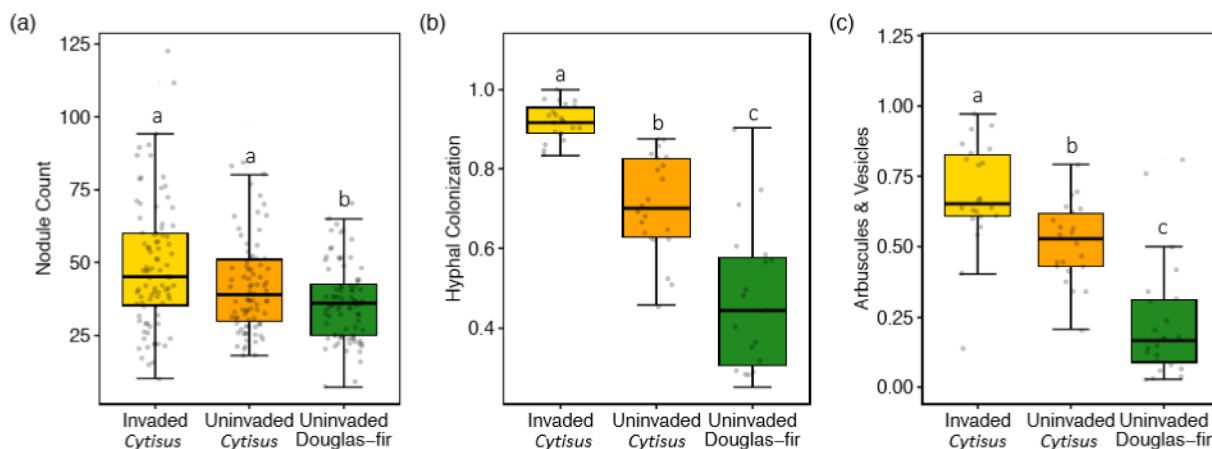 (a)
Nodule Count
125
100
75
50
25
a
a
b
Invaded Cytisus
Uninvaded Cytisus
Uninvaded Douglas–fir
(b)
Hyphal Colonization
1.0
0.8
0.6
0.4
a
b
c
Invaded Cytisus
Uninvaded Cytisus
Uninvaded Douglas–fir
(c)
Arbuscules & Vesicles
1.25
1.00
0.75
0.50
0.25
0.00
a
b
c
Invaded Cytisus
Uninvaded Cytisus
Uninvaded Douglas–fir